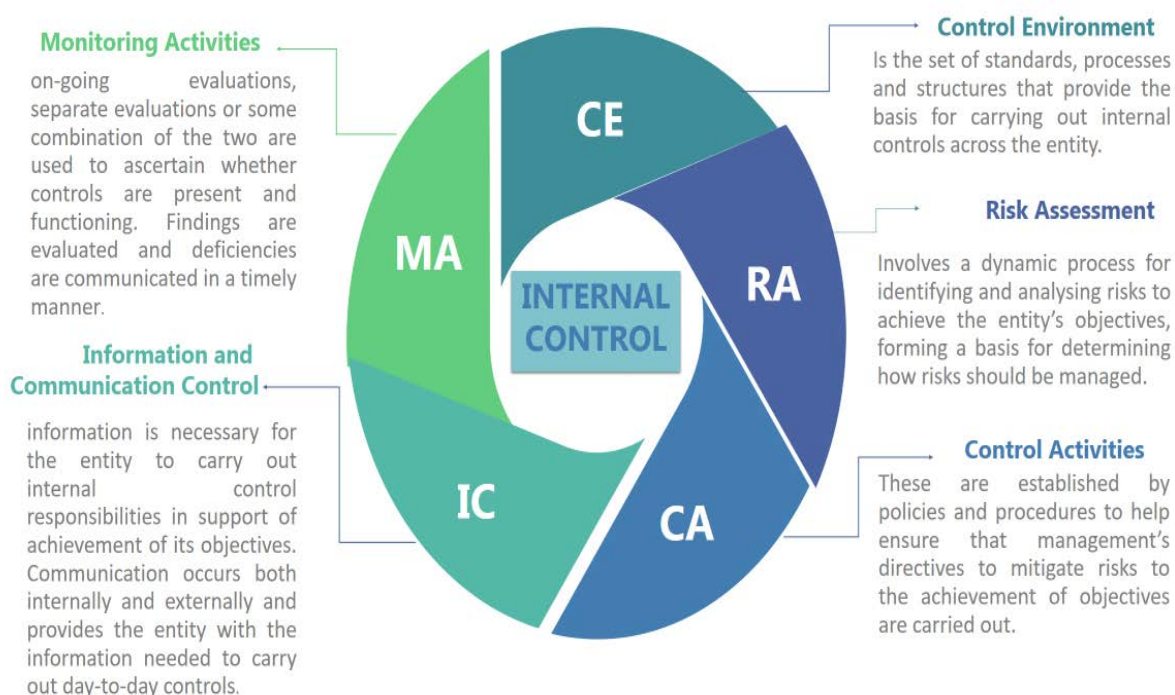 Monitoring Activities
on-going evaluations,
separate evaluations or some
combination of the two are
used to ascertain whether
controls are present and
functioning. Findings are
evaluated and deficiencies
are communicated in a timely
manner.
Information and
Communication Control
information is necessary for
the entity to carry out
internal control
responsibilities in support of
achievement of its objectives.
Communication occurs both
internally and externally and
provides the entity with the
information needed to carry
out day-to-day controls.
CE
MA
RA
INTERNAL
CONTROL
IC
CA
Control Environment
Is the set of standards, processes
and structures that provide the
basis for carrying out internal
controls across the entity.
Risk Assessment
Involves a dynamic process for
identifying and analysing risks to
achieve the entity's objectives,
forming a basis for determining
how risks should be managed.
Control Activities
These are established by
policies and procedures to help
ensure that management's
directives to mitigate risks to
the achievement of objectives
are carried out.